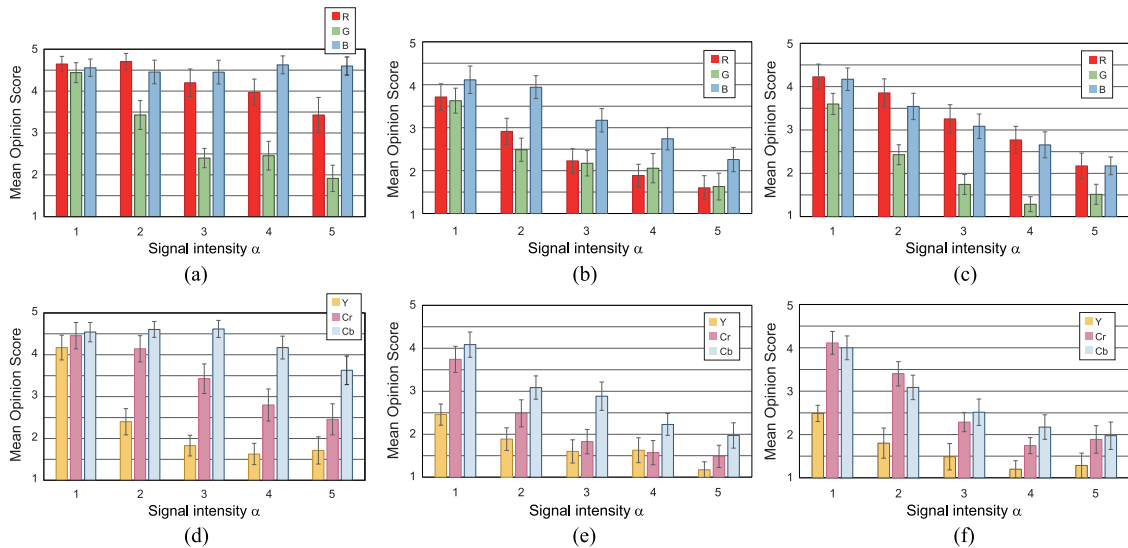 R
G
B
Mean Opinion Score
5
4
3
2
1
1 2 3 4 5
Signal intensity α
(a)
R
G
B
Mean Opinion Score
5
4
3
2
1
1 2 3 4 5
Signal intensity α
(b)
R
G
B
Mean Opinion Score
5
4
3
2
1
1 2 3 4 5
Signal intensity α
(c)
Y
Cr
Cb
Mean Opinion Score
5
4
3
2
1
1 2 3 4 5
Signal intensity α
(d)
Y
Cr
Cb
Mean Opinion Score
5
4
3
2
1
1 2 3 4 5
Signal intensity α
(e)
Y
Cr
Cb
Mean Opinion Score
5
4
3
2
1
1 2 3 4 5
Signal intensity α
(f)